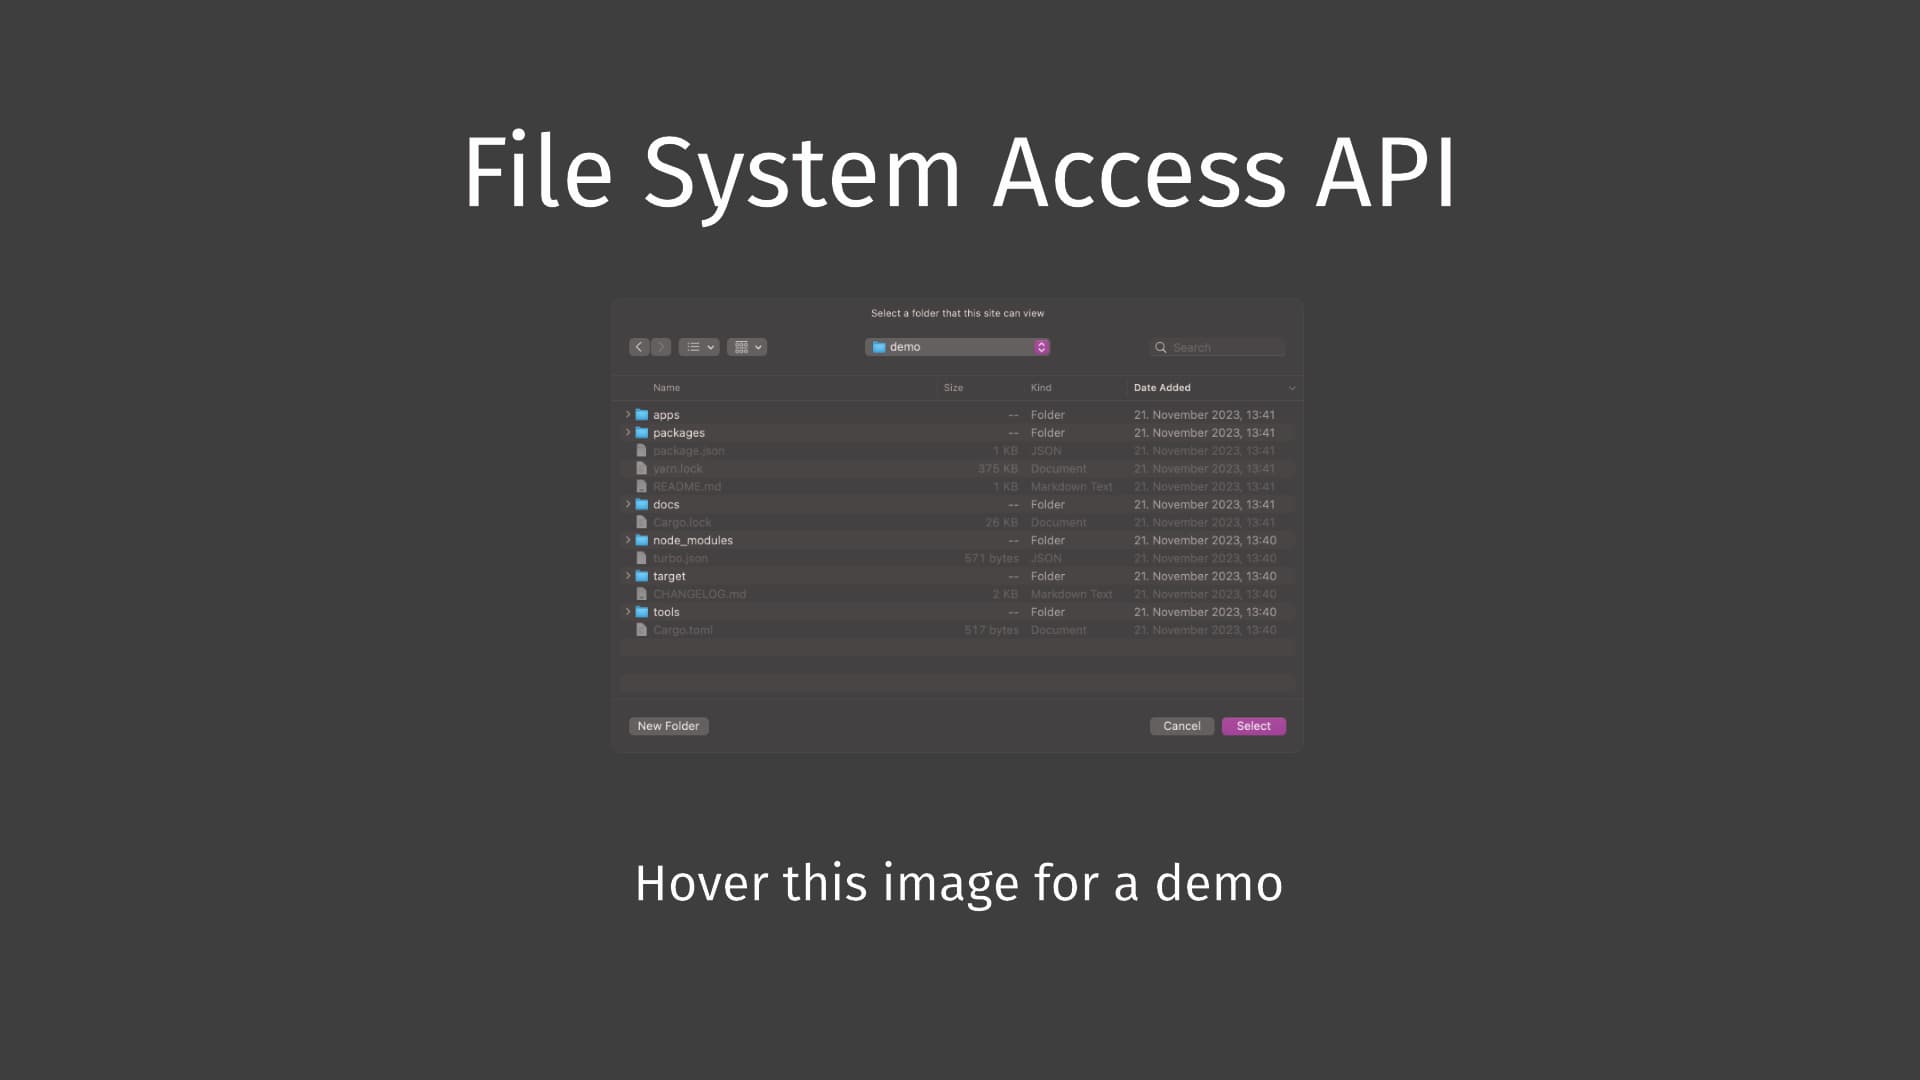 File System Access API
Select a folder that this site can view
demo
Search
Name Size Kind Date Added
apps -- Folder 21. November 2023, 13:41
packages -- Folder 21. November 2023, 13:41
package.json 1 KB JSON 21. November 2023, 13:41
yarn.lock 375 KB Document 21. November 2023, 13:41
README.md 1 KB Markdown Text 21. November 2023, 13:41
docs -- Folder 21. November 2023, 13:41
Cargo.lock 26 KB Document 21. November 2023, 13:41
node_modules -- Folder 21. November 2023, 13:40
turbo.json 571 bytes JSON 21. November 2023, 13:40
target -- Folder 21. November 2023, 13:40
CHANGELOG.md 2 KB Markdown Text 21. November 2023, 13:40
tools -- Folder 21. November 2023, 13:40
Cargo.toml 517 bytes Document 21. November 2023, 13:40
New Folder Cancel Select
Hover this image for a demo